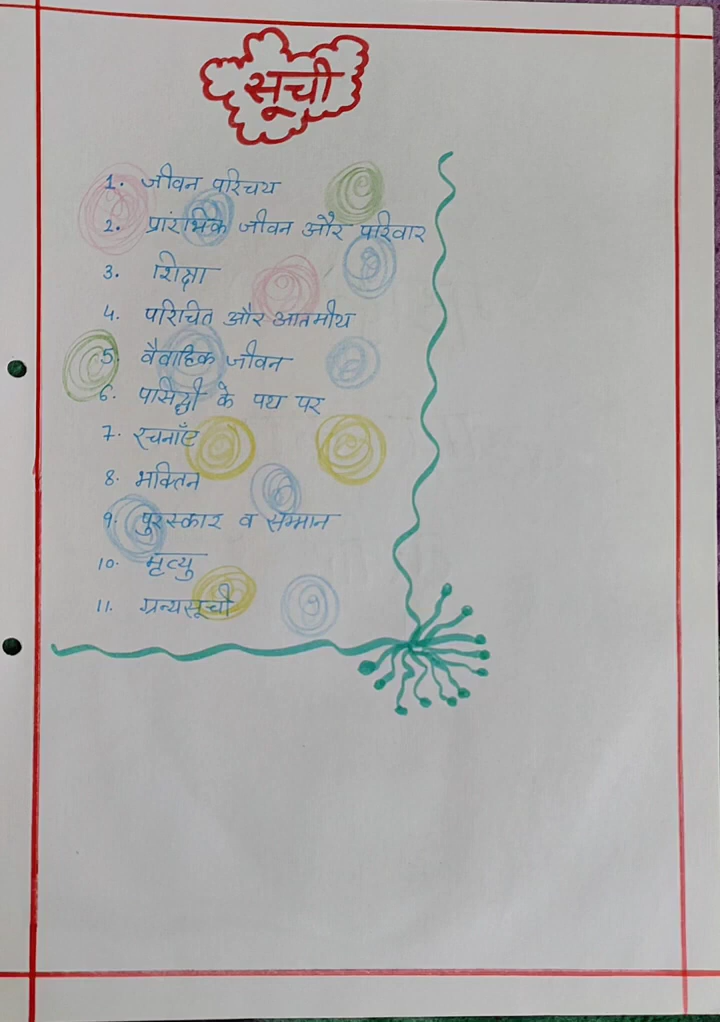 सूची
1. जीवन परिचय
2. प्रारंभिक जीवन और परिवार
3. शिक्षा
4. परिचित और आतमीय
5. वैवाहिक जीवन
6. पसिद्धी के पथ पर
7. रचनाएँ
8. भक्तिन
9. पुरस्कार व सम्मान
10. मृत्यु
11. ग्रन्थसूची